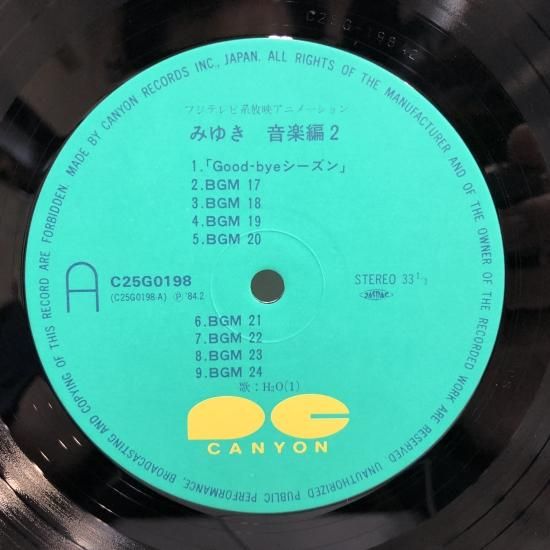 C25G0198A2
MADE BY CANYON RECORDS INC., JAPAN. ALL RIGHTS OF THE MANUFACTURER AND OF THE OWNER OF THE RECORDED WORK ARE RESERVED UNAUTHORIZED PUBLIC PERFORMANCE, BROADCASTING AND COPYING OF THIS RECORD ARE FORBIDDEN.
フジテレビ系放映アニメーション
みゆき 音楽編2
1.「Good-byeシーズン」
2.BGM 17
3.BGM 18
4.BGM 19
5.BGM 20
A
C25G0198
(C25G0198-A) Ⓟ '84.2
STEREO 33 1/3
JASRAC
6.BGM 21
7.BGM 22
8.BGM 23
9.BGM 24
歌:H₂O(1)
CANYON